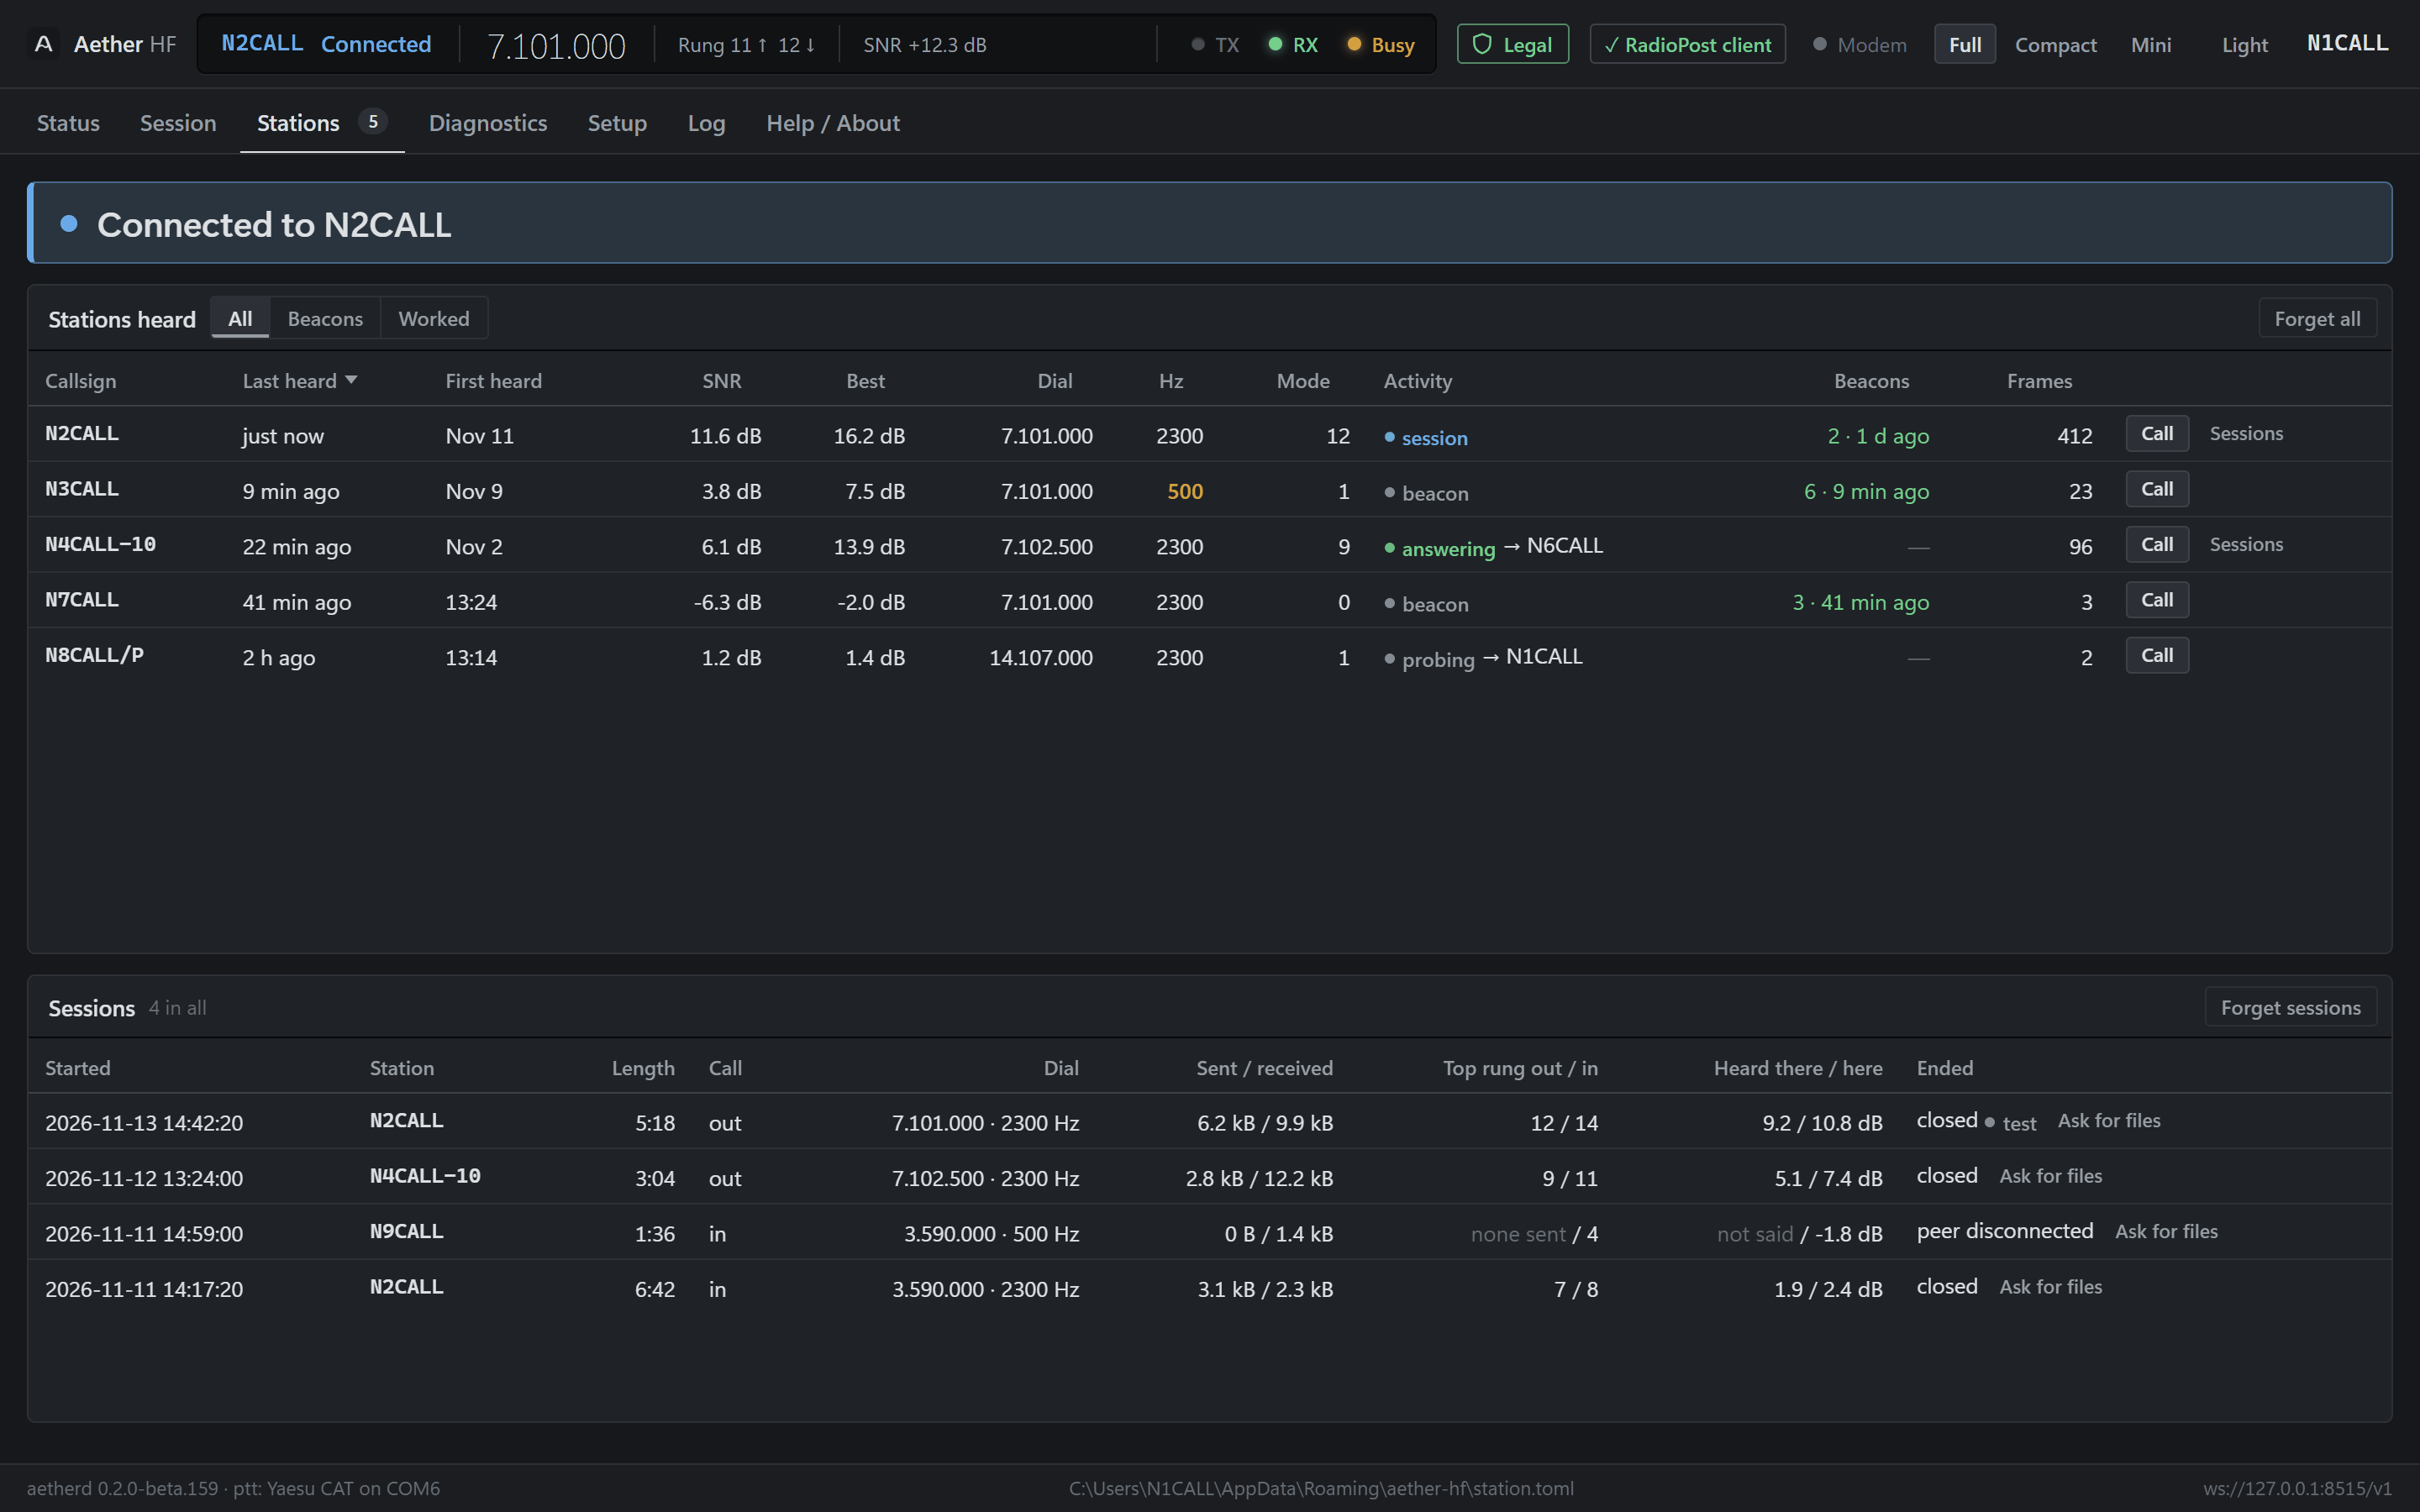 Aether HF N2CALL Connected 7.101.000 Rung 11 ↑ 12 ↓ SNR +12.3 dB TX RX Busy Legal ✓ RadioPost client Modem Full Compact Mini Light N1CALL
Status Session Stations 5 Diagnostics Setup Log Help / About
Connected to N2CALL
Stations heard All Beacons Worked Forget all
Callsign Last heard ▼ First heard SNR Best Dial Hz Mode Activity Beacons Frames
N2CALL just now Nov 11 11.6 dB 16.2 dB 7.101.000 2300 12 session 2 · 1 d ago 412 Call Sessions
N3CALL 9 min ago Nov 9 3.8 dB 7.5 dB 7.101.000 500 1 beacon 6 · 9 min ago 23 Call
N4CALL-10 22 min ago Nov 2 6.1 dB 13.9 dB 7.102.500 2300 9 answering → N6CALL — 96 Call Sessions
N7CALL 41 min ago 13:24 -6.3 dB -2.0 dB 7.101.000 2300 0 beacon 3 · 41 min ago 3 Call
N8CALL/P 2 h ago 13:14 1.2 dB 1.4 dB 14.107.000 2300 1 probing → N1CALL — 2 Call
Sessions 4 in all Forget sessions
Started Station Length Call Dial Sent / received Top rung out / in Heard there / here Ended
2026-11-13 14:42:20 N2CALL 5:18 out 7.101.000 · 2300 Hz 6.2 kB / 9.9 kB 12 / 14 9.2 / 10.8 dB closed test Ask for files
2026-11-12 13:24:00 N4CALL-10 3:04 out 7.102.500 · 2300 Hz 2.8 kB / 12.2 kB 9 / 11 5.1 / 7.4 dB closed Ask for files
2026-11-11 14:59:00 N9CALL 1:36 in 3.590.000 · 500 Hz 0 B / 1.4 kB none sent / 4 not said / -1.8 dB peer disconnected Ask for files
2026-11-11 14:17:20 N2CALL 6:42 in 3.590.000 · 2300 Hz 3.1 kB / 2.3 kB 7 / 8 1.9 / 2.4 dB closed Ask for files
aetherd 0.2.0-beta.159 · ptt: Yaesu CAT on COM6 C:\Users\N1CALL\AppData\Roaming\aether-hf\station.toml ws://127.0.0.1:8515/v1